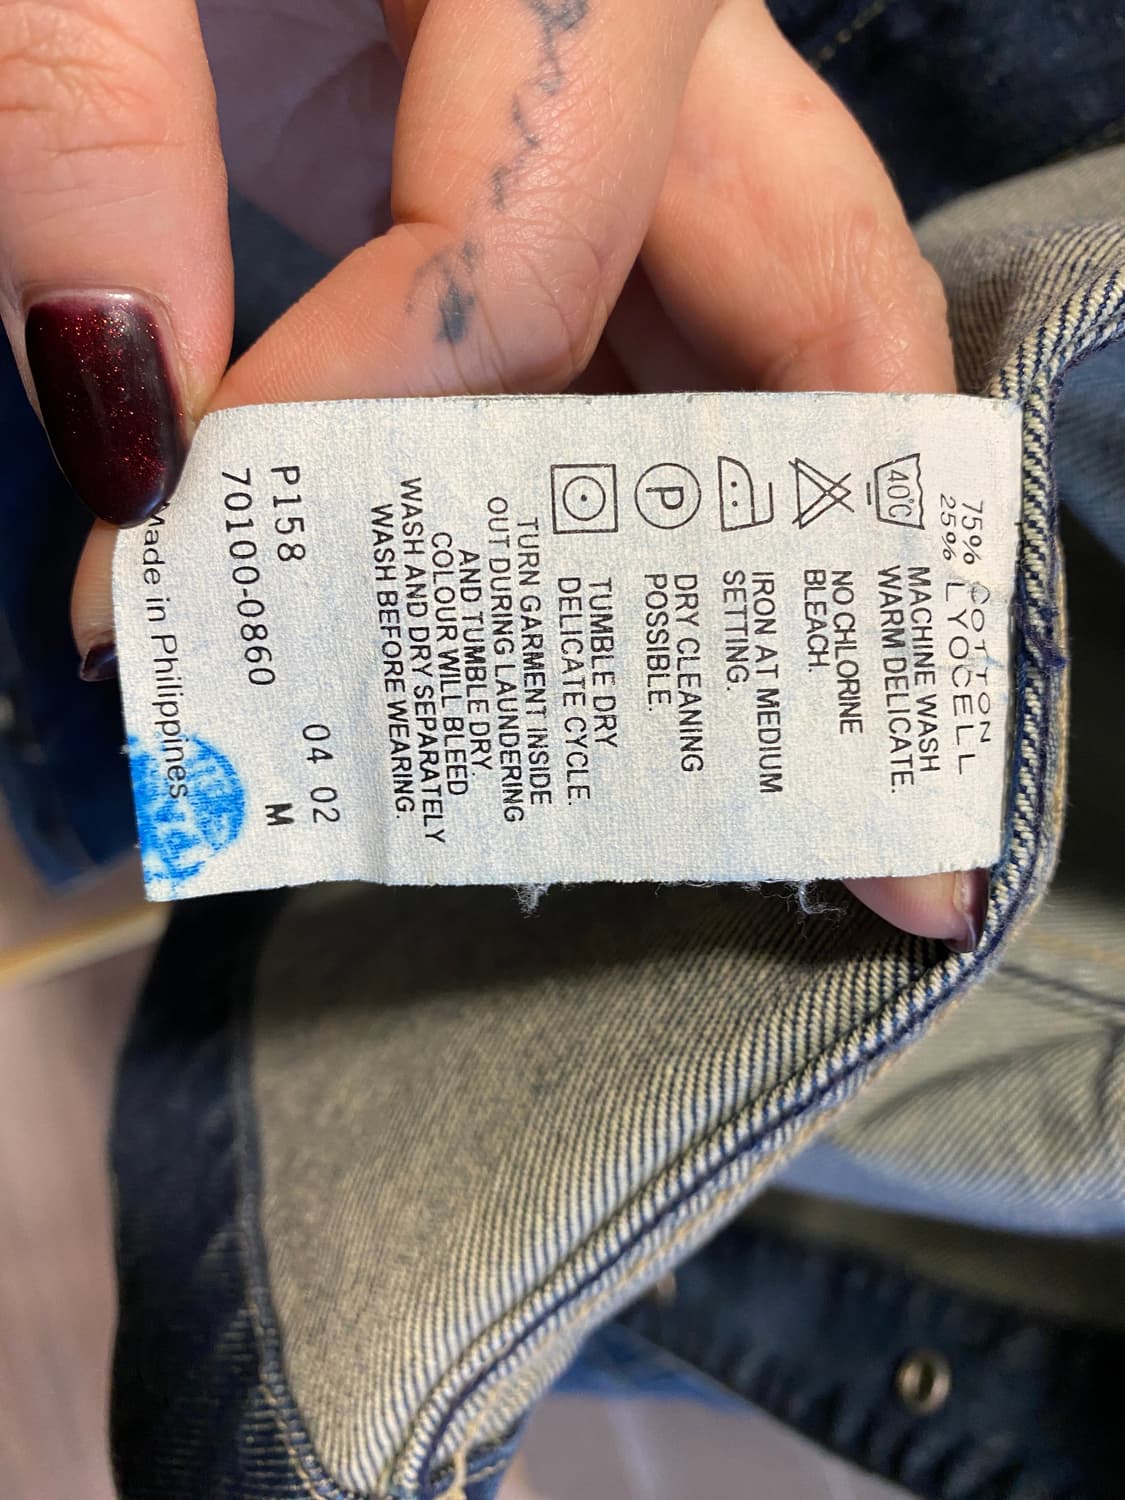 75% COTTON
25% LYOCELL
40°C
MACHINE WASH
WARM DELICATE.
NO CHLORINE
BLEACH.
IRON AT MEDIUM
SETTING.
P
DRY CLEANING
POSSIBLE.
TUMBLE DRY
DELICATE CYCLE.
TURN GARMENT INSIDE
OUT DURING LAUNDERING
AND TUMBLE DRY.
COLOUR WILL BLEED
WASH AND DRY SEPARATELY
WASH BEFORE WEARING.
04 02
P158 M
70100-0860
Made in Philippines